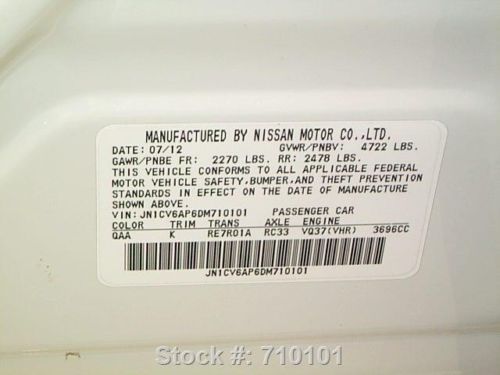 MANUFACTURED BY NISSAN MOTOR CO.,LTD.
DATE: 07/12 GVWR/PNBV: 4722 LBS.
GAWR/PNBE FR: 2270 LBS. RR: 2478 LBS.
THIS VEHICLE CONFORMS TO ALL APPLICABLE FEDERAL
MOTOR VEHICLE SAFETY, BUMPER, AND THEFT PREVENTION
STANDARDS IN EFFECT ON THE DATE OF MANUFACTURE
SHOWN ABOVE.
VIN: JN1CV6AP6DM710101 PASSENGER CAR
COLOR TRIM TRANS AXLE ENGINE
QAA K RE7R01A RC33 VQ37(VHR) 3696CC
JN1CV6AP6DM710101
Stock #: 710101